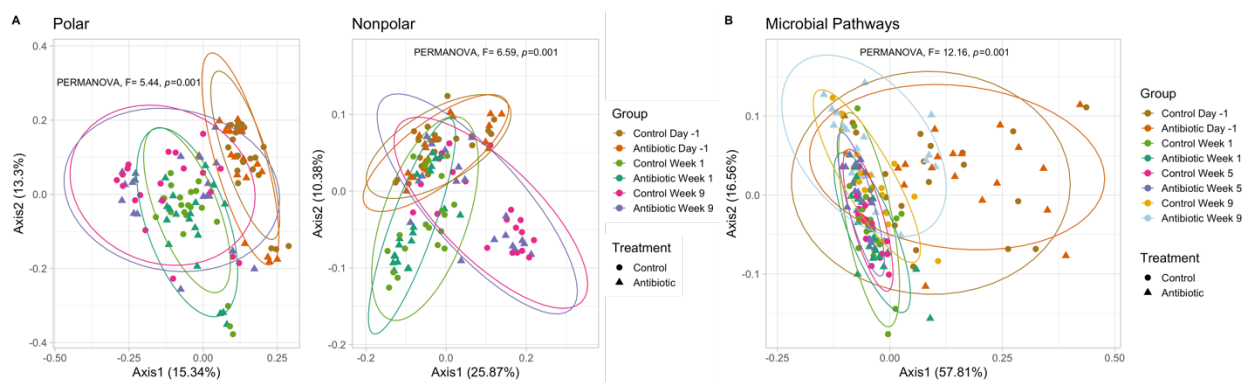 A
Polar
PERMANOVA, F= 5.44, p=0.001
0.4
0.2
0.0
-0.2
-0.4
Axis2 (13.3%)
-0.50
-0.25
0.00
0.25
Axis1 (15.34%)
Nonpolar
PERMANOVA, F= 6.59, p=0.001
0.1
0.0
-0.1
-0.2
Axis2 (10.38%)
-0.2
0.0
0.2
Axis1 (25.87%)
Group
Control Day -1
Antibiotic Day -1
Control Week 1
Antibiotic Week 1
Control Week 9
Antibiotic Week 9
Treatment
Control
Antibiotic
B
Microbial Pathways
PERMANOVA, F= 12.16, p=0.001
0.1
0.0
-0.1
Axis2 (16.56%)
-0.25
0.00
0.25
0.50
Axis1 (57.81%)
Group
Control Day -1
Antibiotic Day -1
Control Week 1
Antibiotic Week 1
Control Week 5
Antibiotic Week 5
Control Week 9
Antibiotic Week 9
Treatment
Control
Antibiotic